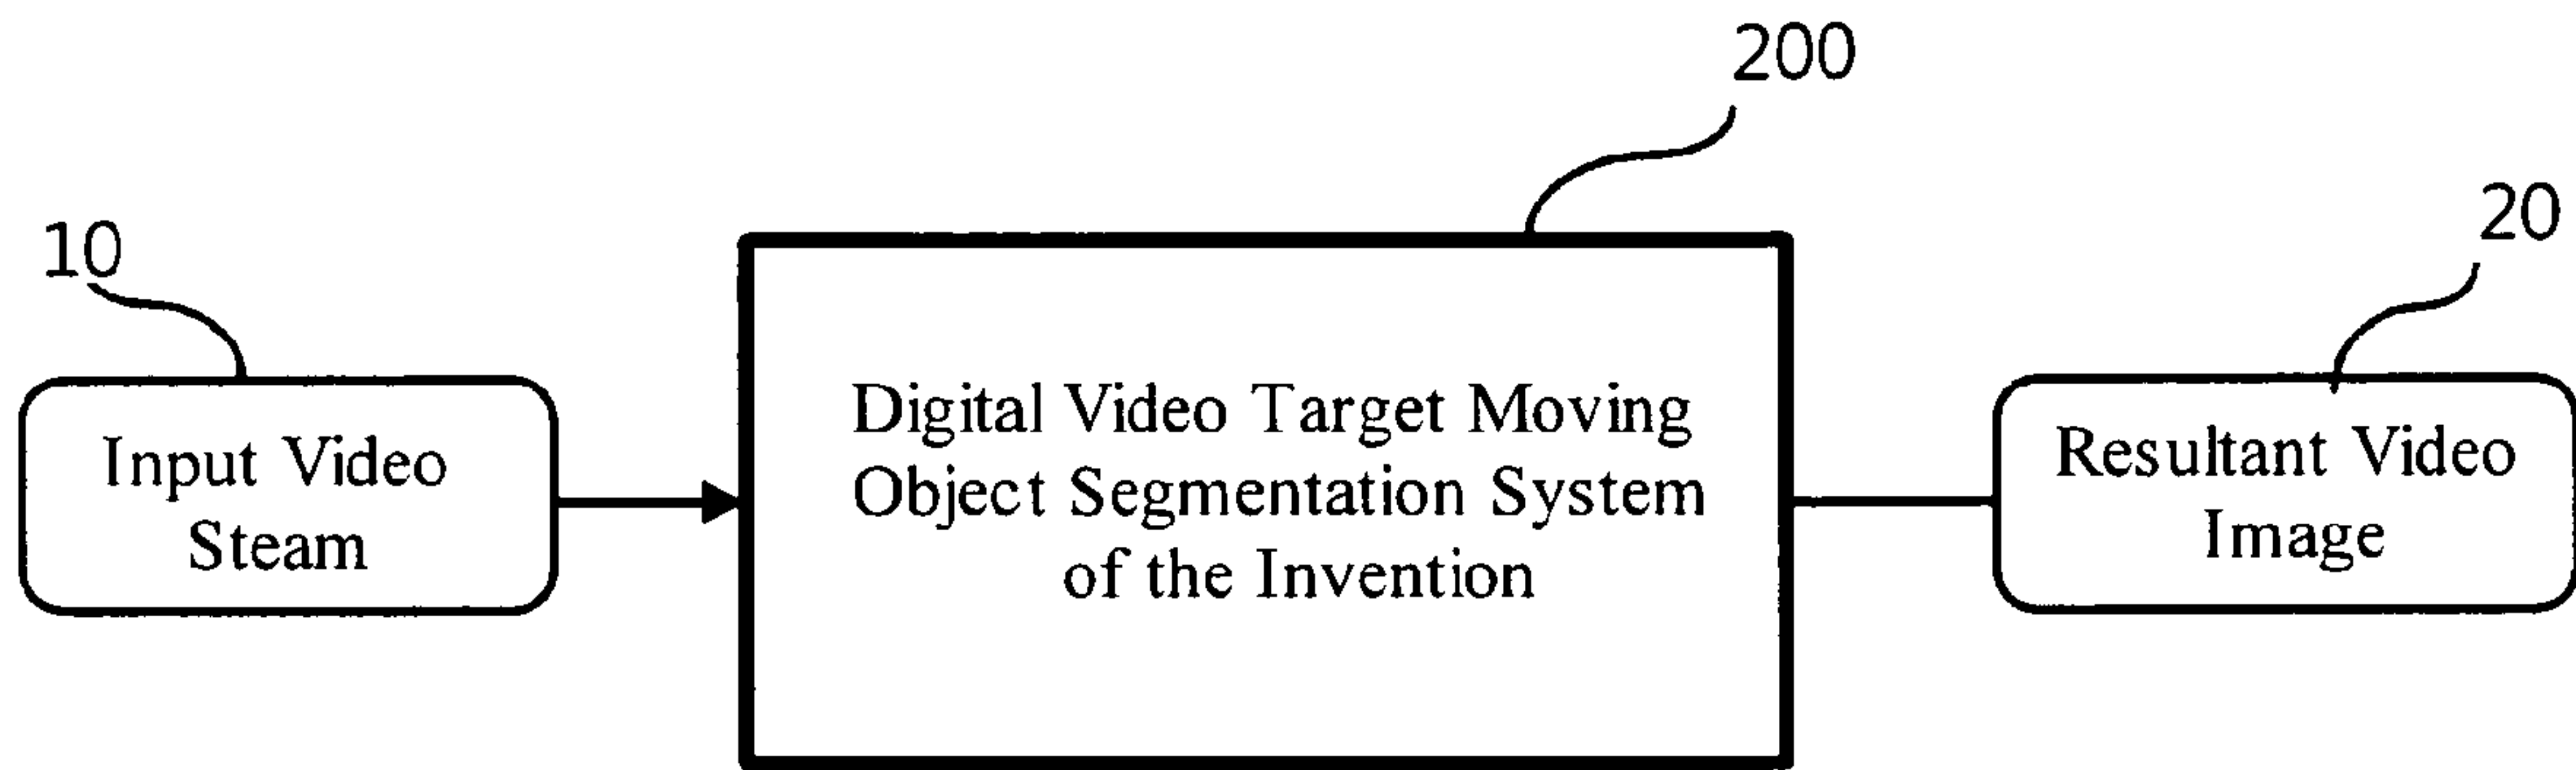 200
20
10
Digital Video Target Moving
Object Segmentation System
of the Invention
Input Video
Steam
Resultant Video
Image